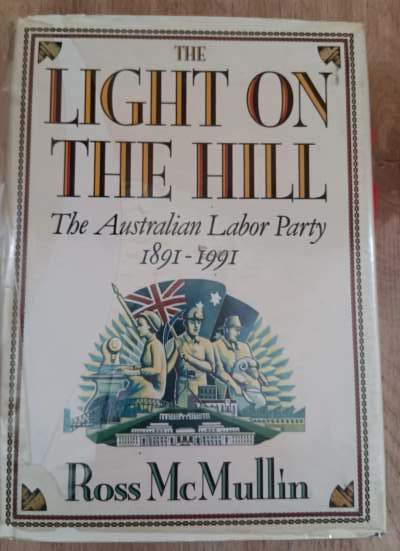 THE
LIGHT ON
THE HILL
The Australian Labor Party
1891-1991
Ross McMullin